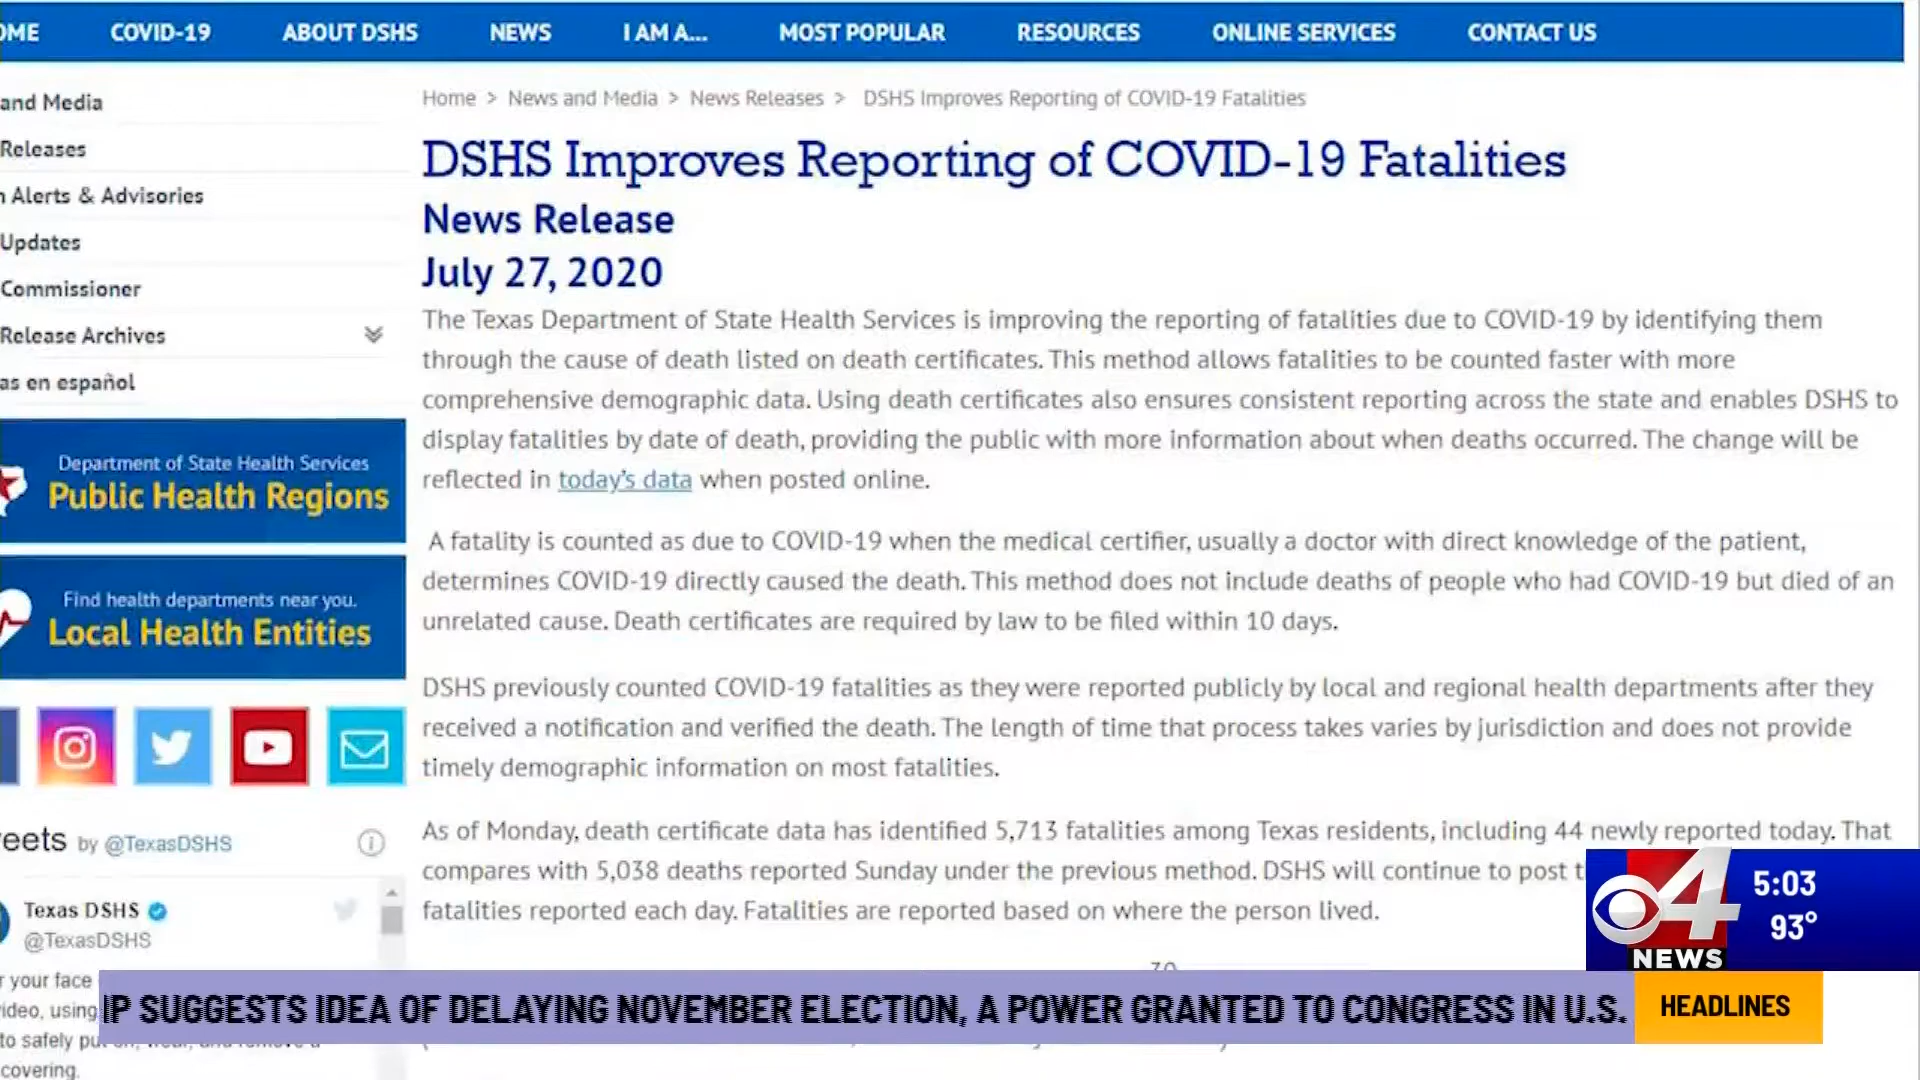 OME COVID-19 ABOUT DSHS NEWS I AM A... MOST POPULAR RESOURCES ONLINE SERVICES CONTACT US
and Media
Releases
Alerts & Advisories
Updates
Commissioner
Release Archives
as en español
Department of State Health Services
Public Health Regions
Find health departments near you.
Local Health Entities
eets by @TexasDSHS
Texas DSHS
@TexasDSHS
r your face
ideo, using
to safely
covering.
Home > News and Media > News Releases > DSHS Improves Reporting of COVID-19 Fatalities
DSHS Improves Reporting of COVID-19 Fatalities
News Release
July 27, 2020
The Texas Department of State Health Services is improving the reporting of fatalities due to COVID-19 by identifying them
through the cause of death listed on death certificates. This method allows fatalities to be counted faster with more
comprehensive demographic data. Using death certificates also ensures consistent reporting across the state and enables DSHS to
display fatalities by date of death, providing the public with more information about when deaths occurred. The change will be
reflected in today's data when posted online.
A fatality is counted as due to COVID-19 when the medical certifier, usually a doctor with direct knowledge of the patient,
determines COVID-19 directly caused the death. This method does not include deaths of people who had COVID-19 but died of an
unrelated cause. Death certificates are required by law to be filed within 10 days.
DSHS previously counted COVID-19 fatalities as they were reported publicly by local and regional health departments after they
received a notification and verified the death. The length of time that process takes varies by jurisdiction and does not provide
timely demographic information on most fatalities.
As of Monday, death certificate data has identified 5,713 fatalities among Texas residents, including 44 newly reported today. That
compares with 5,038 deaths reported Sunday under the previous method. DSHS will continue to post
fatalities reported each day. Fatalities are reported based on where the person lived.
4
NEWS
5:03
93°
IP SUGGESTS IDEA OF DELAYING NOVEMBER ELECTION, A POWER GRANTED TO CONGRESS IN U.S.
HEADLINES